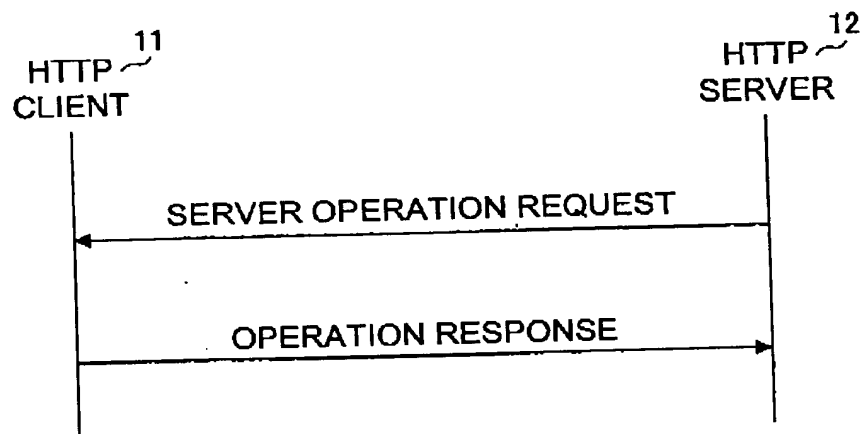 HTTP 11
CLIENT
HTTP 12
SERVER
SERVER OPERATION REQUEST
OPERATION RESPONSE